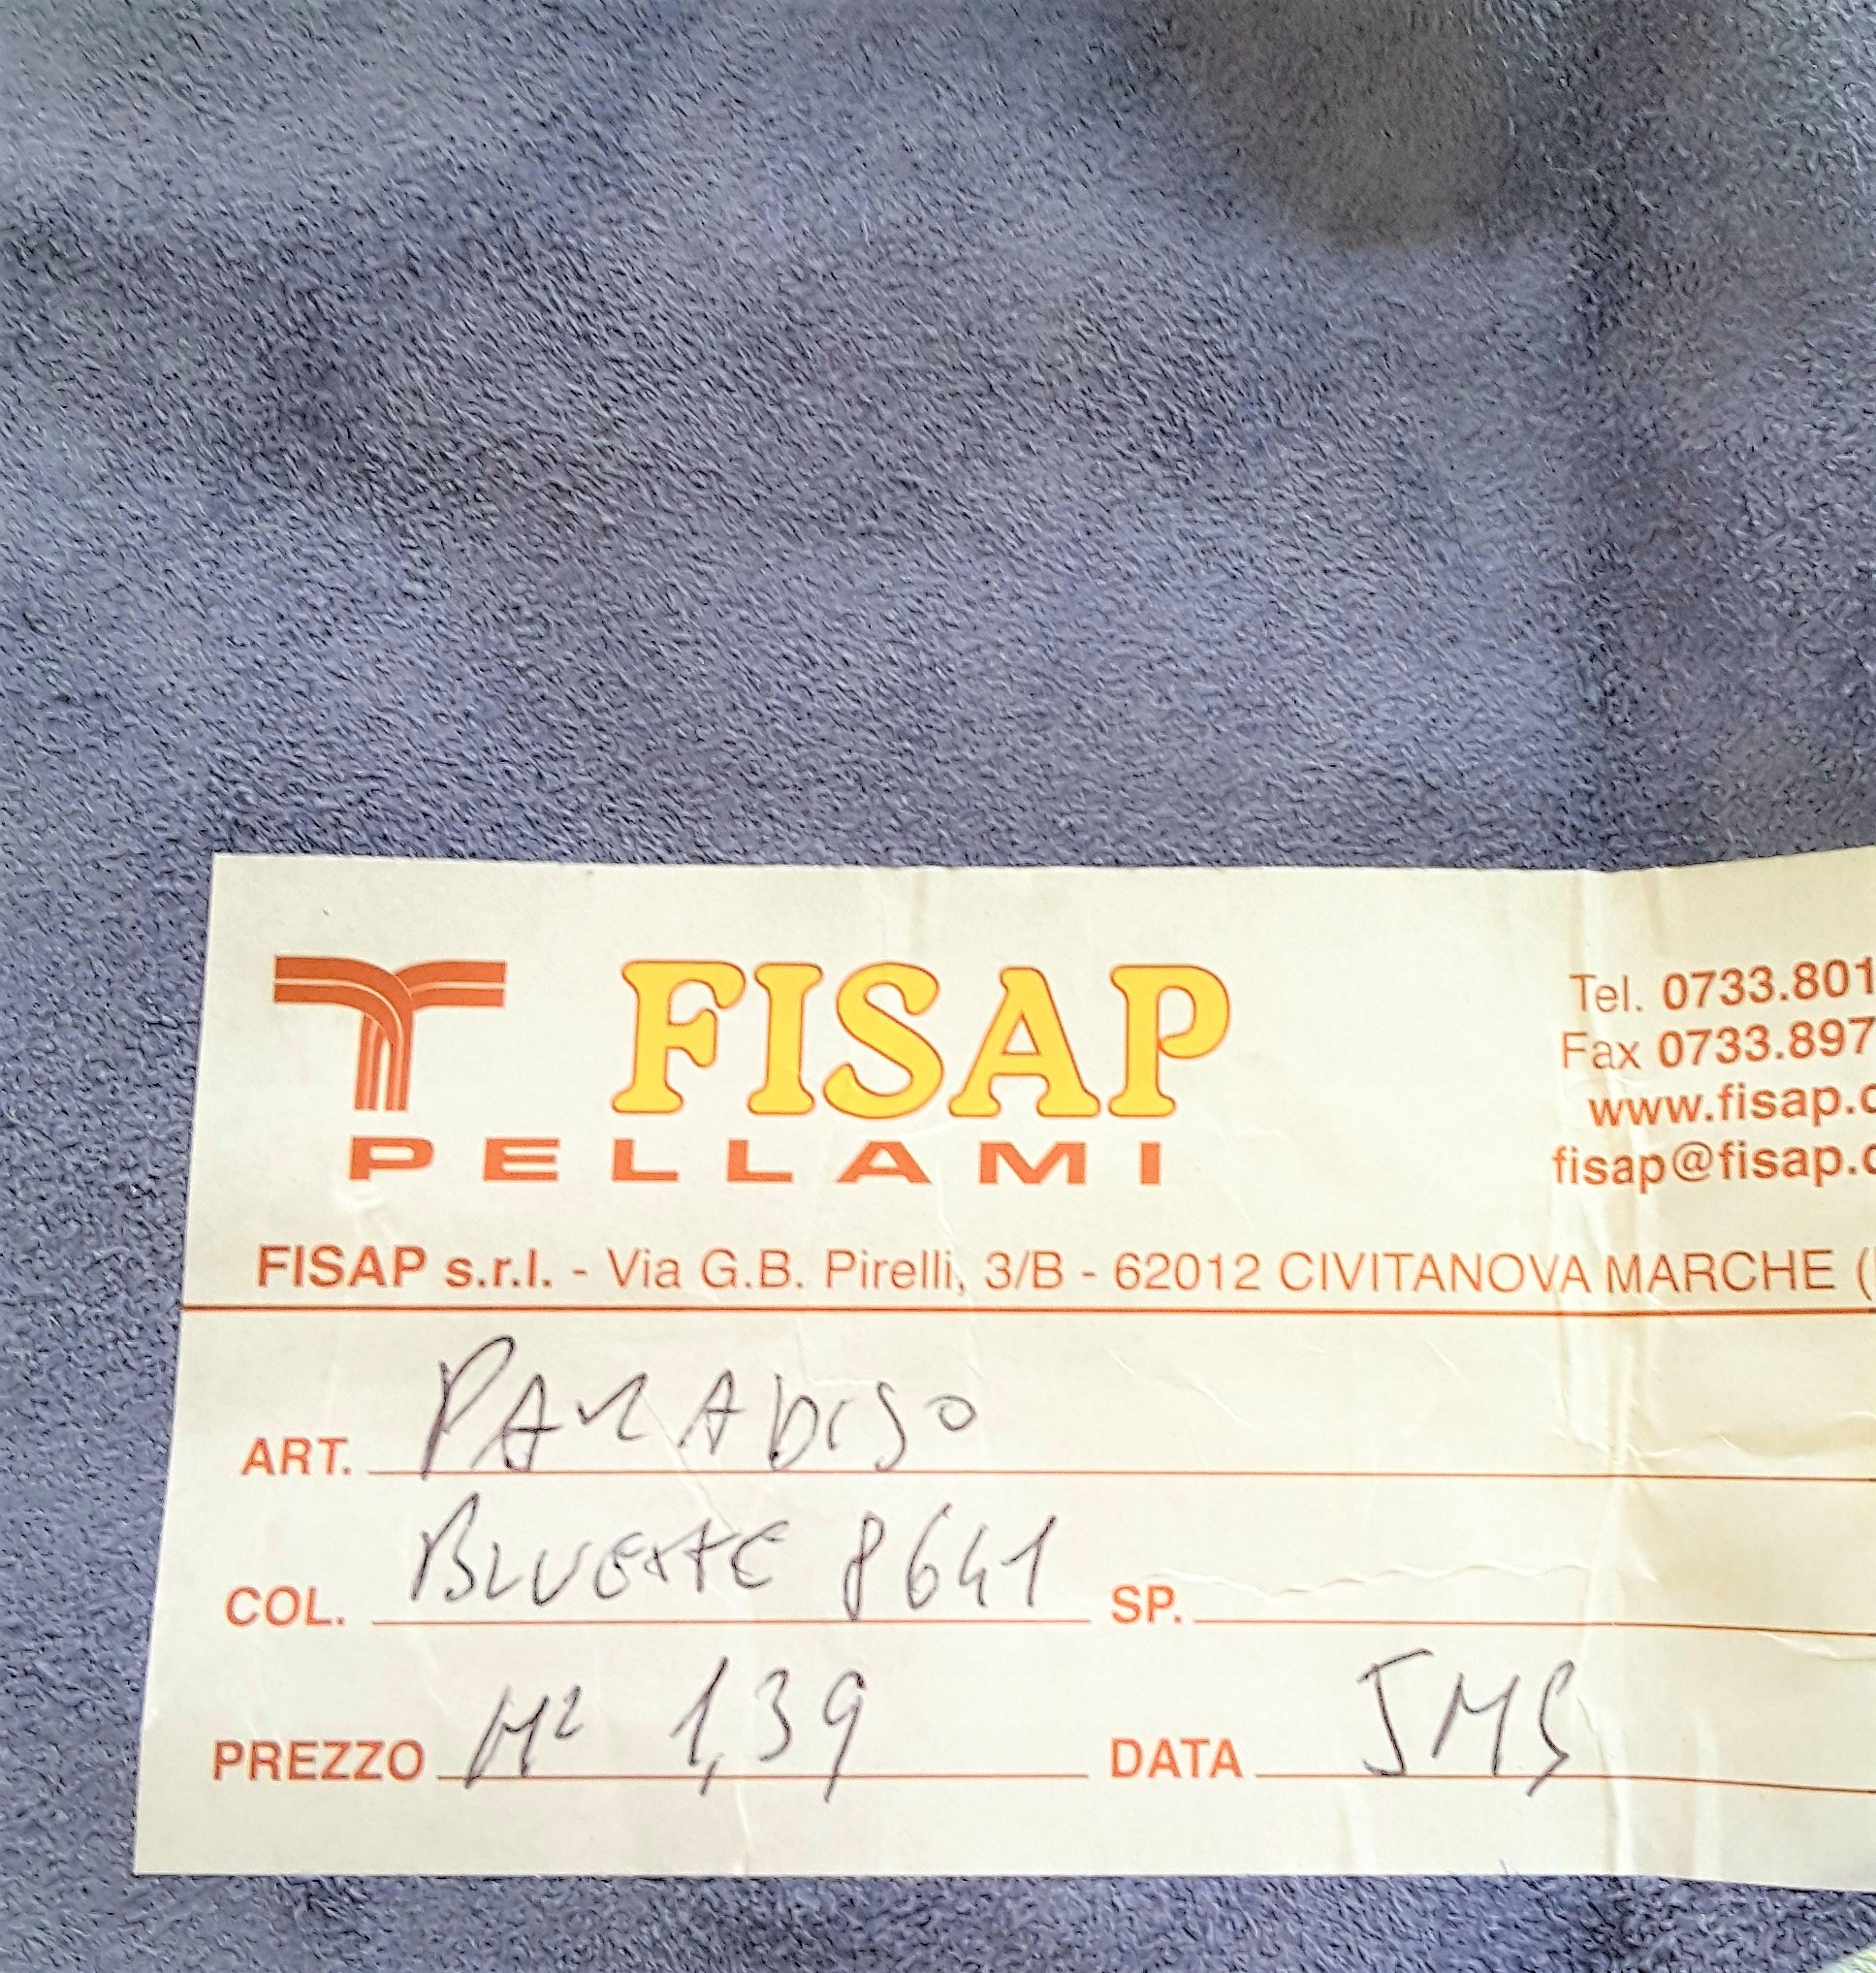 FISAP
PELLAMI
Tel. 0733.801
Fax 0733.897
www.fisap.c
fisap@fisap.c
FISAP s.r.l. - Via G.B. Pirelli, 3/B - 62012 CIVITANOVA MARCHE (
ART. PARADISO
COL. BLUETTE 8641 SP.
PREZZO M² 1,39 DATA JMS